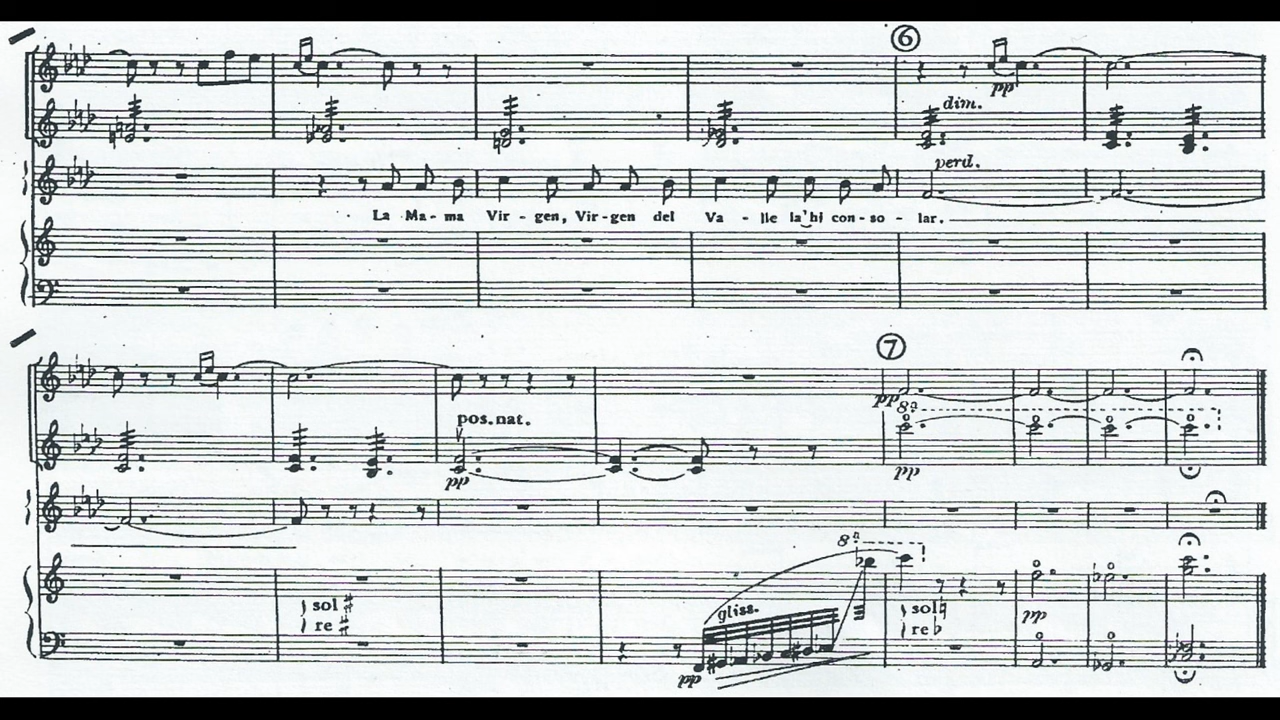 6
pp
dim.
perd.
La Ma - ma Vir - gen, Vir - gen del Va - lle la'hi con - so - lar.
7
pp
8ª
pos. nat.
pp
pp
8ª
sol ♯
re ♯
gliss.
sol ♮
re ♭
pp
pp